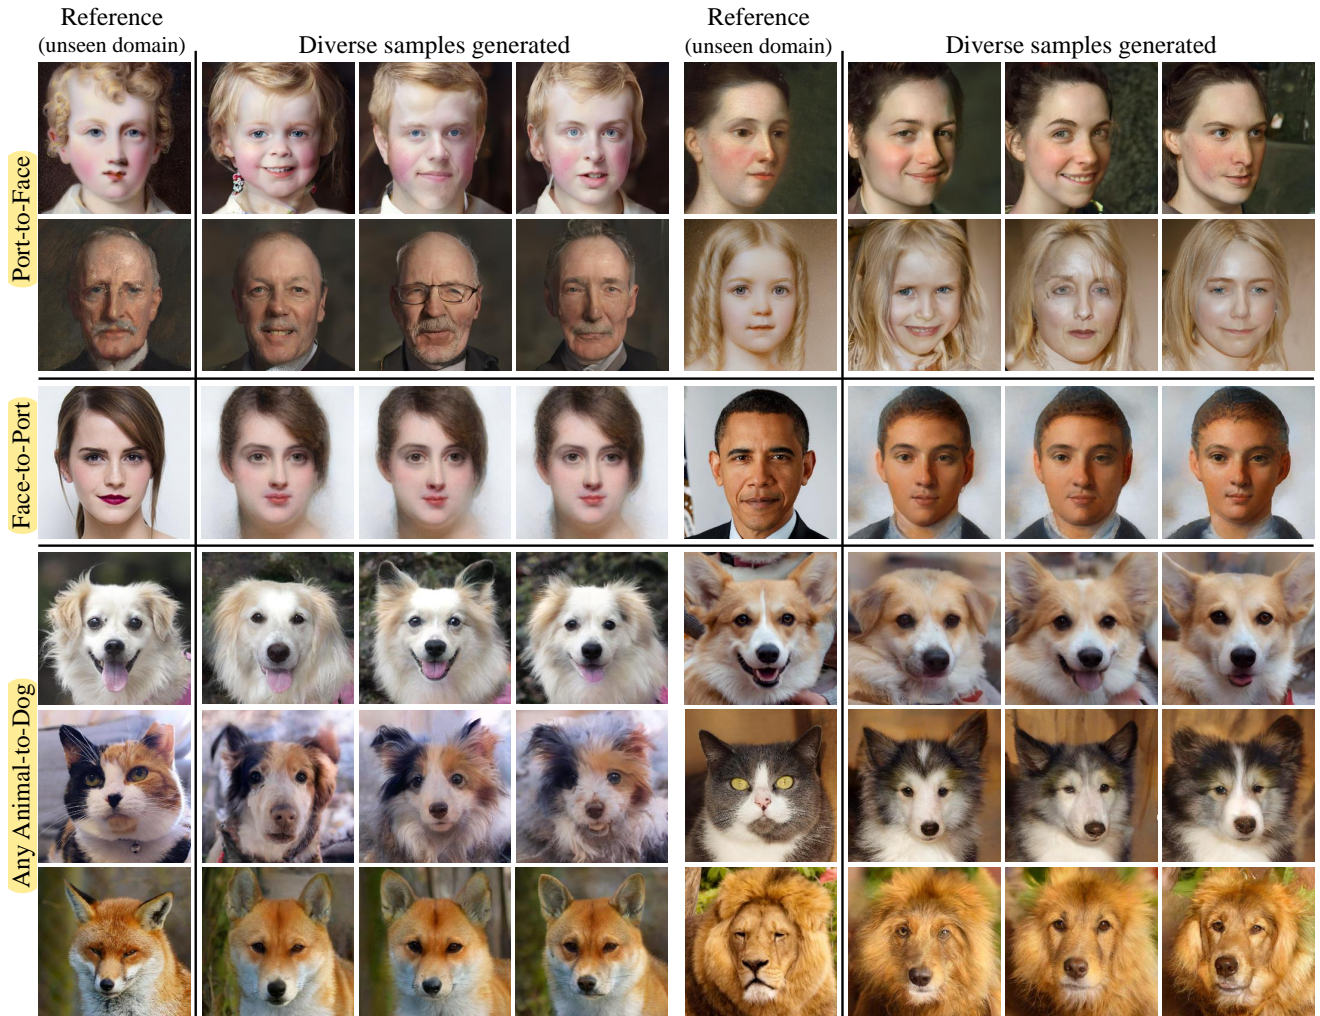 Reference
(unseen domain)
Diverse samples generated
Reference
(unseen domain)
Diverse samples generated
Port-to-Face
Face-to-Port
Any Animal-to-Dog